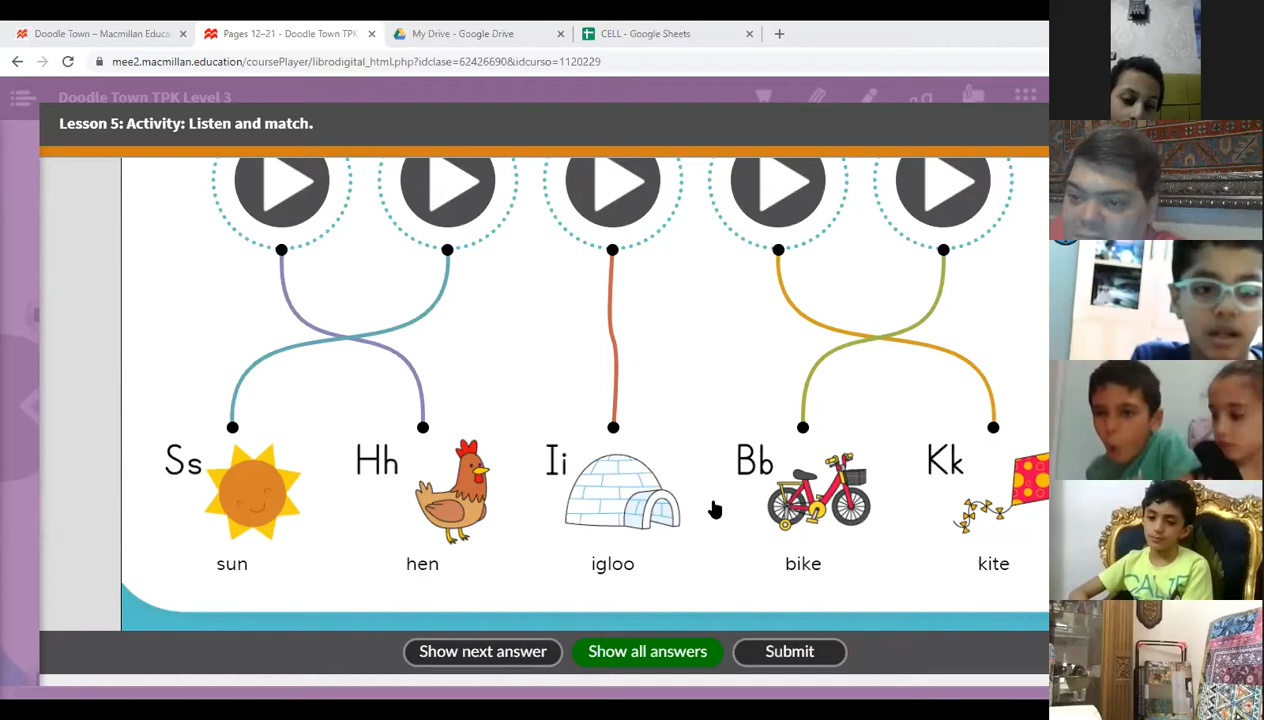 Doodle Town – Macmillan Educa
Pages 12–21 - Doodle Town TPK
My Drive - Google Drive
CELL - Google Sheets
mee2.macmillan.education/coursePlayer/librodigital_html.php?idclase=62426690&idcurso=1120229
Doodle Town TPK Level 3
Lesson 5: Activity: Listen and match.
Ss Hh Ii Bb Kk
sun hen igloo bike kite
Show next answer Show all answers Submit